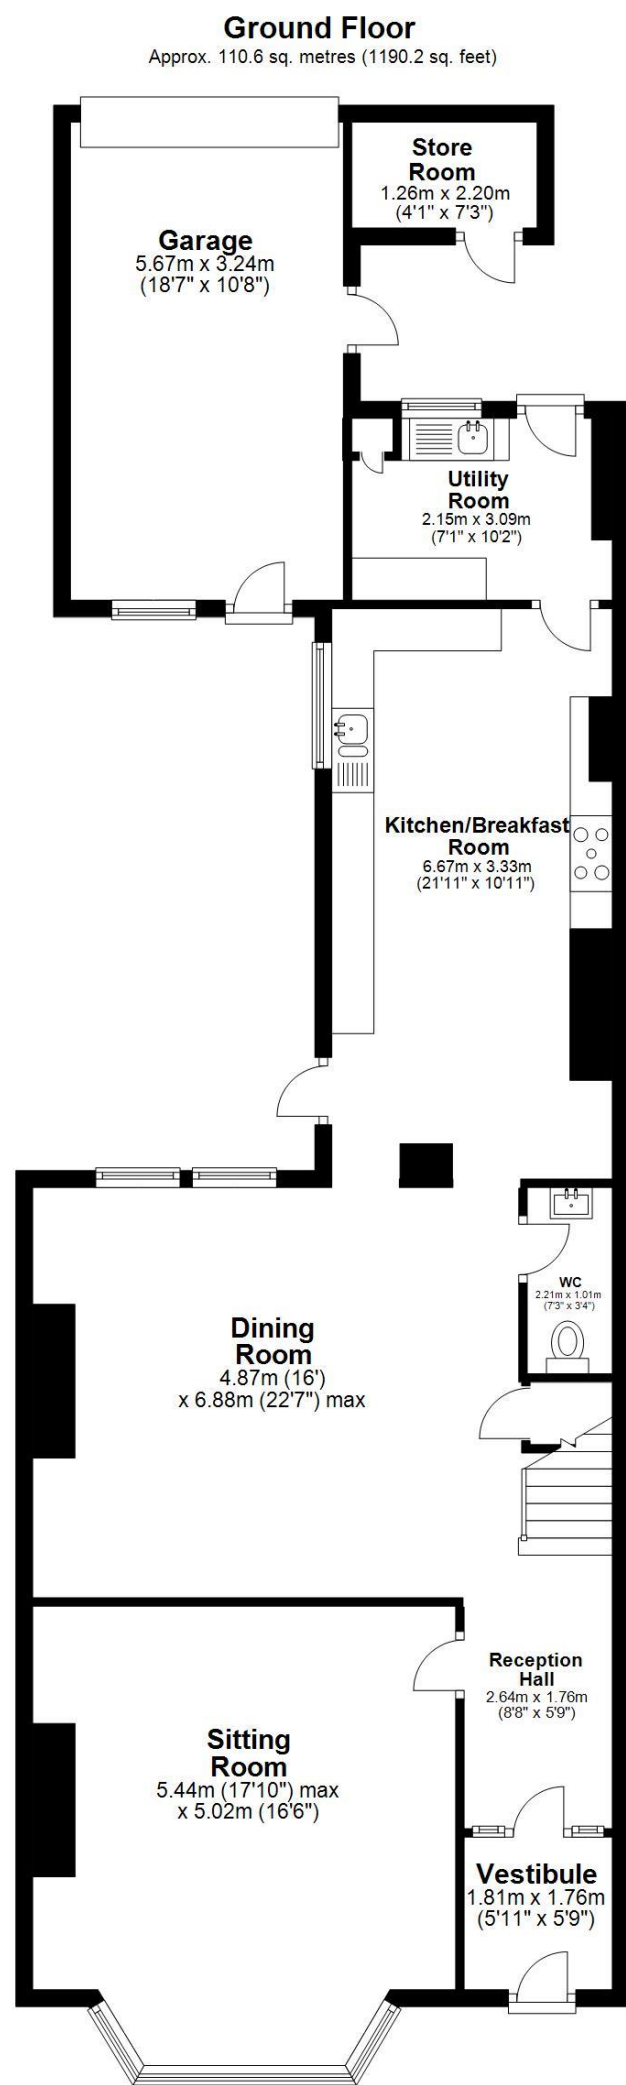 Ground Floor
Approx. 110.6 sq. metres (1190.2 sq. feet)
Store
Room
1.26m x 2.20m
(4'1" x 7'3")
Garage
5.67m x 3.24m
(18'7" x 10'8")
Utility
Room
2.15m x 3.09m
(7'1" x 10'2")
Kitchen/Breakfast
Room
6.67m x 3.33m
(21'11" x 10'11")
WC
2.21m x 1.01m
(7'3" x 3'4")
Dining
Room
4.87m (16')
x 6.88m (22'7") max
Reception
Hall
2.64m x 1.76m
(8'8" x 5'9")
Sitting
Room
5.44m (17'10") max
x 5.02m (16'6")
Vestibule
1.81m x 1.76m
(5'11" x 5'9")